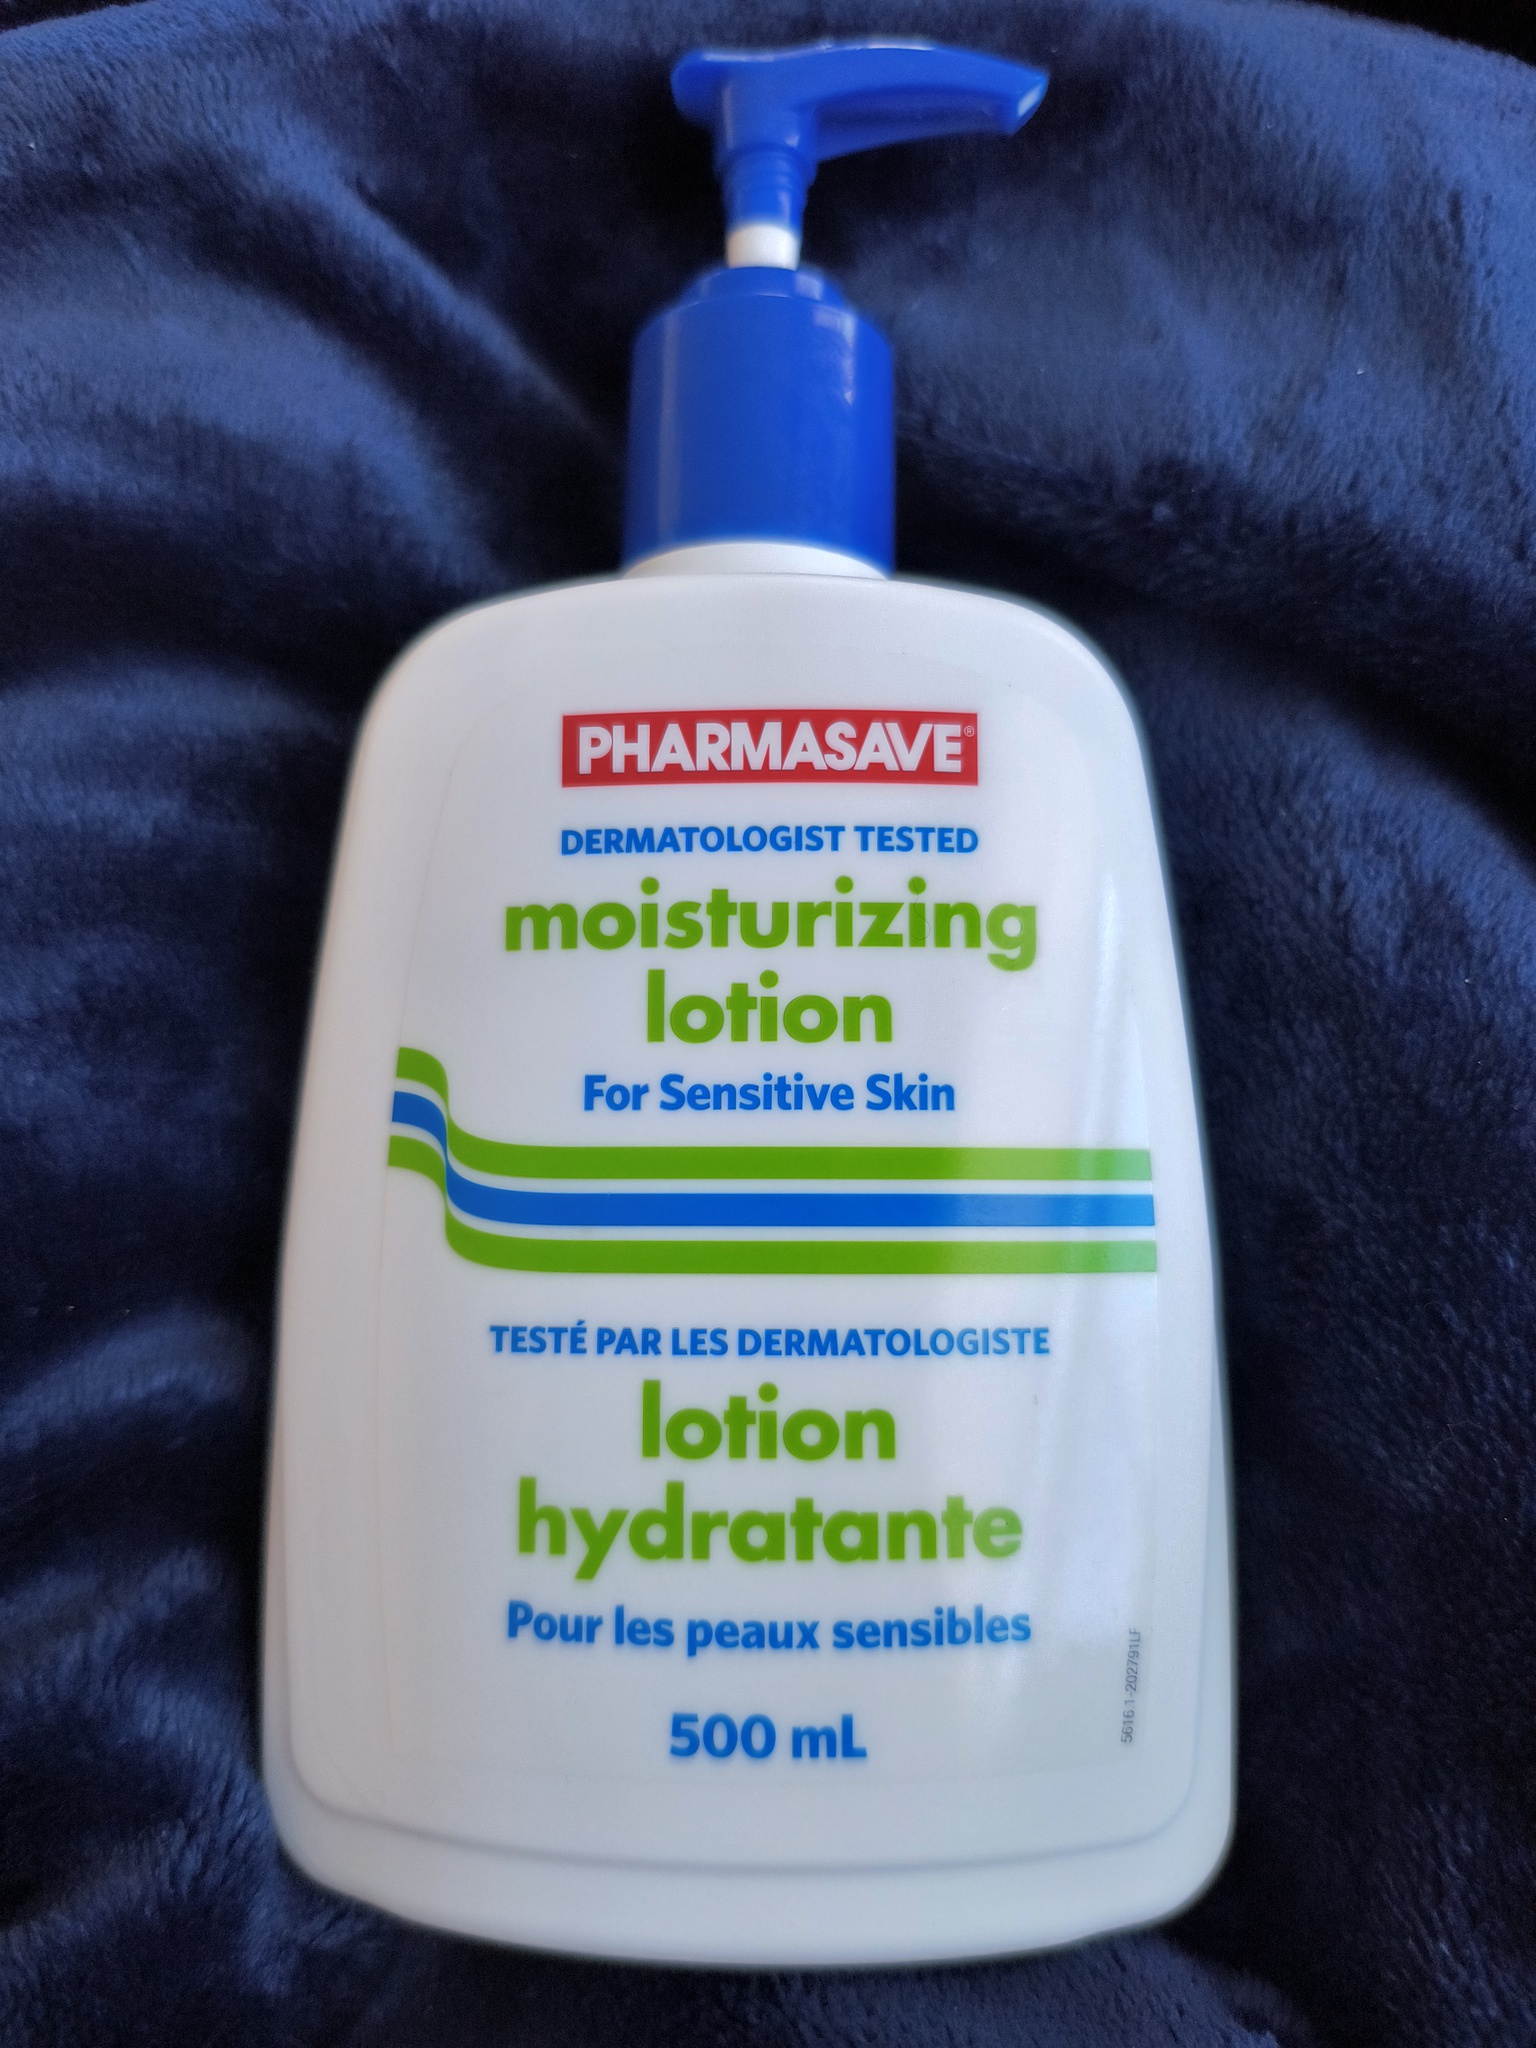 PHARMASAVE®
DERMATOLOGIST TESTED
moisturizing
lotion
For Sensitive Skin
TESTÉ PAR LES DERMATOLOGISTE
lotion
hydratante
Pour les peaux sensibles
500 mL
5616.1-202791LF